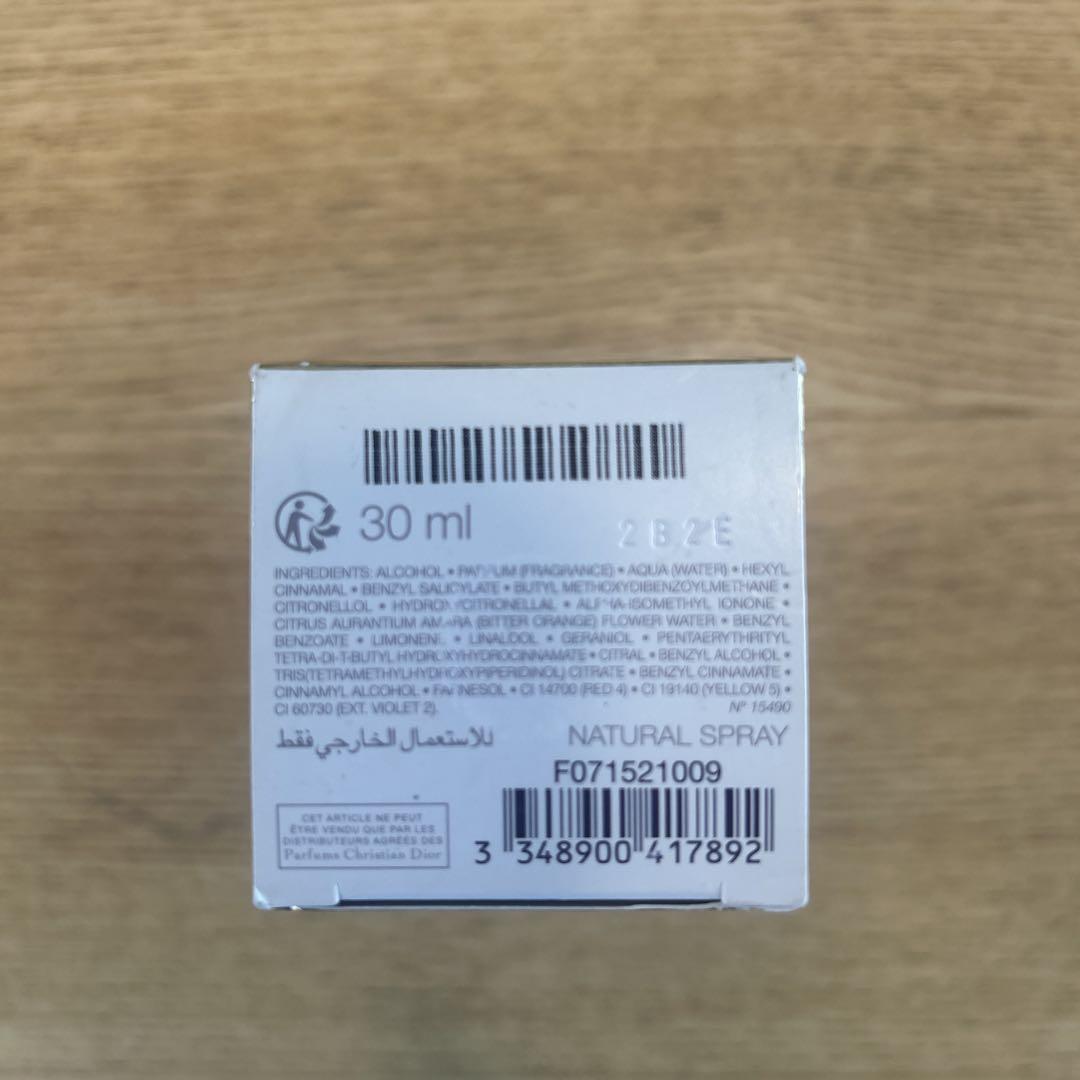 30 ml
2B2E
INGREDIENTS: ALCOHOL • PARFUM (FRAGRANCE) • AQUA (WATER) • HEXYL
CINNAMAL • BENZYL SALICYLATE • BUTYL METHOXYDIBENZOYLMETHANE •
CITRONELLOL • HYDROXYCITRONELLAL • ALPHA-ISOMETHYL IONONE •
CITRUS AURANTIUM AMARA (BITTER ORANGE) FLOWER WATER • BENZYL
BENZOATE • LIMONENE • LINALOOL • GERANIOL • PENTAERYTHRITYL
TETRA-DI-T-BUTYL HYDROXYHYDROCINNAMATE • CITRAL • BENZYL ALCOHOL •
TRIS(TETRAMETHYLHYDROXYPIPERIDINOL) CITRATE • BENZYL CINNAMATE •
CINNAMYL ALCOHOL • FARNESOL • CI 14700 (RED 4) • CI 19140 (YELLOW 5) •
CI 60730 (EXT. VIOLET 2). N° 15490
للاستعمال الخارجي فقط
NATURAL SPRAY
F071521009
CET ARTICLE NE PEUT
ÊTRE VENDU QUE PAR LES
DISTRIBUTEURS AGRÉÉS DES
Parfums Christian Dior
3 348900 417892